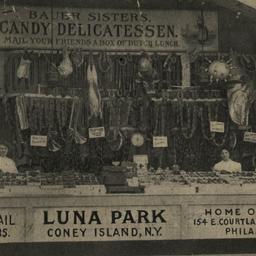 BAUER SISTERS.
CANDY DELICATESSEN.
MAIL YOUR FRIENDS A BOX OF DUTCH LUNCH.
LUNA PARK
CONEY ISLAND, N.Y.
HOME O
154 E. COURTLA
PHILA
AIL
RS.